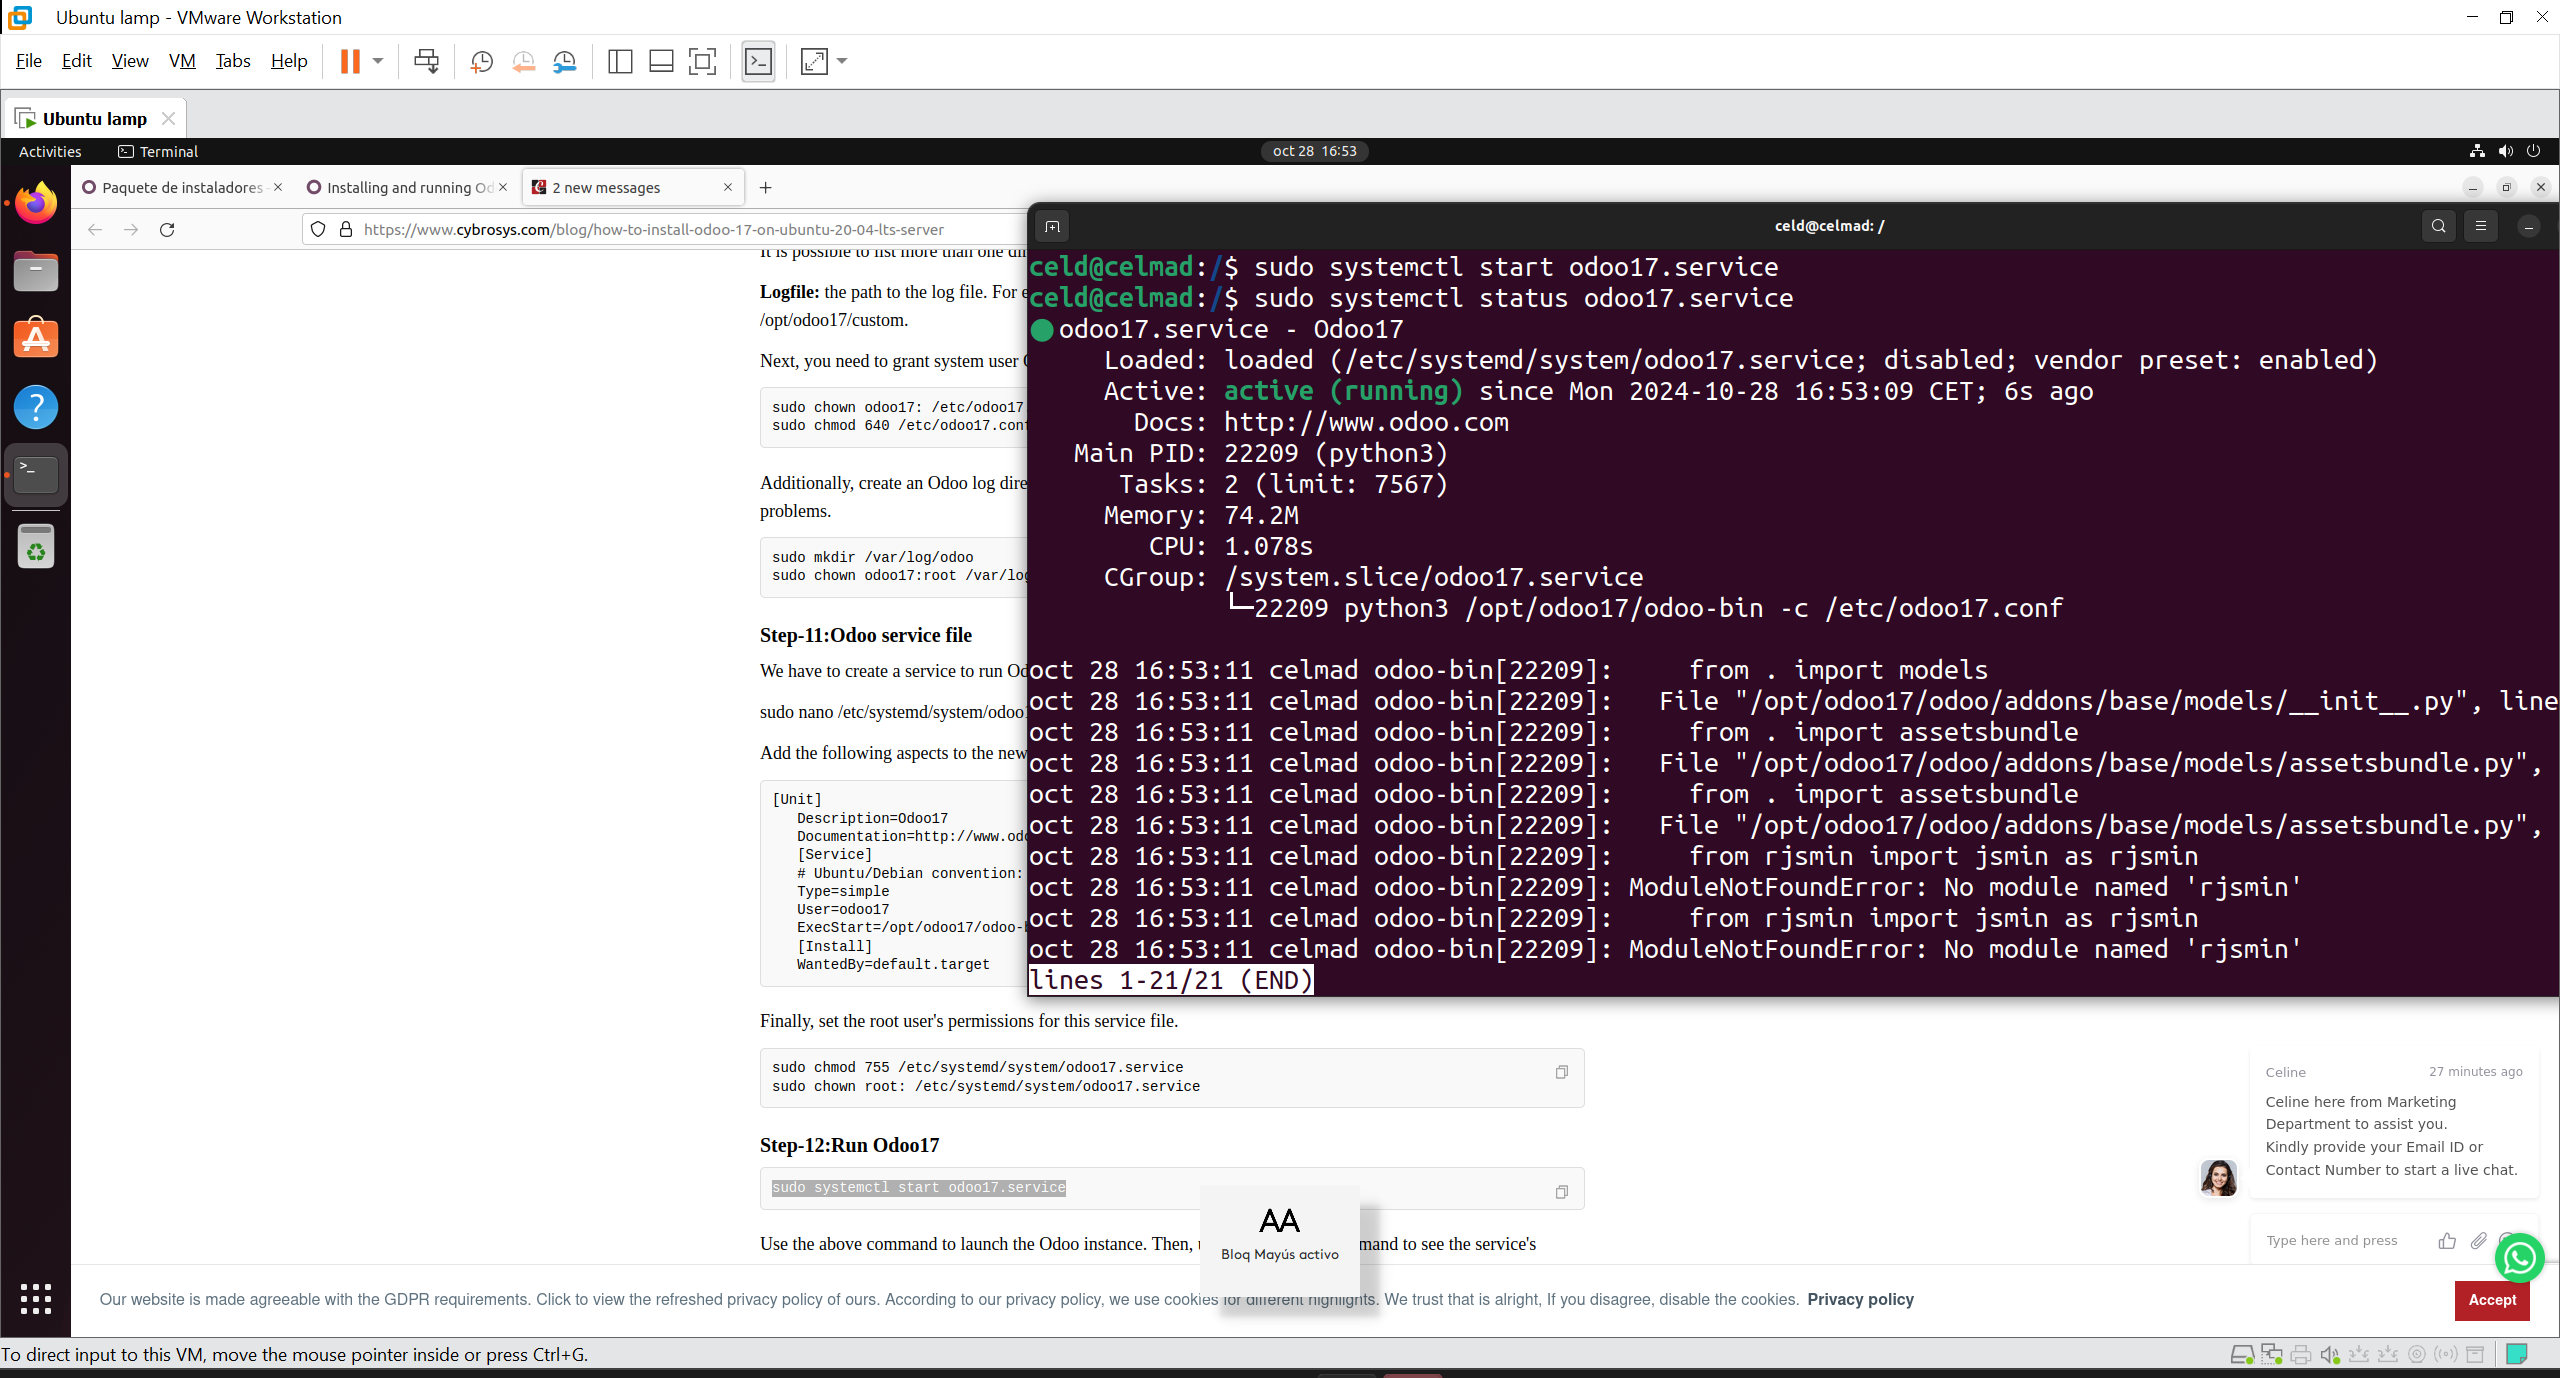 Ubuntu lamp - VMware Workstation
File Edit View VM Tabs Help
Ubuntu lamp
Activities Terminal oct 28 16:53
Paquete de instaladores Installing and running Od 2 new messages
https://www.cybrosys.com/blog/how-to-install-odoo-17-on-ubuntu-20-04-lts-server
It is possible to list more than one di
Logfile: the path to the log file. For e
/opt/odoo17/custom.
Next, you need to grant system user
sudo chown odoo17: /etc/odoo17.
sudo chmod 640 /etc/odoo17.conf
Additionally, create an Odoo log dire
problems.
sudo mkdir /var/log/odoo
sudo chown odoo17:root /var/log
Step-11:Odoo service file
We have to create a service to run Od
sudo nano /etc/systemd/system/odoo
Add the following aspects to the new
[Unit]
Description=Odoo17
Documentation=http://www.odo
[Service]
# Ubuntu/Debian convention:
Type=simple
User=odoo17
ExecStart=/opt/odoo17/odoo-b
[Install]
WantedBy=default.target
Finally, set the root user's permissions for this service file.
sudo chmod 755 /etc/systemd/system/odoo17.service
sudo chown root: /etc/systemd/system/odoo17.service
Step-12:Run Odoo17
sudo systemctl start odoo17.service
Use the above command to launch the Odoo instance. Then, mand to see the service's
celd@celmad: /
celd@celmad:/$ sudo systemctl start odoo17.service
celd@celmad:/$ sudo systemctl status odoo17.service
odoo17.service - Odoo17
Loaded: loaded (/etc/systemd/system/odoo17.service; disabled; vendor preset: enabled)
Active: active (running) since Mon 2024-10-28 16:53:09 CET; 6s ago
Docs: http://www.odoo.com
Main PID: 22209 (python3)
Tasks: 2 (limit: 7567)
Memory: 74.2M
CPU: 1.078s
CGroup: /system.slice/odoo17.service
└─22209 python3 /opt/odoo17/odoo-bin -c /etc/odoo17.conf
oct 28 16:53:11 celmad odoo-bin[22209]: from . import models
oct 28 16:53:11 celmad odoo-bin[22209]: File "/opt/odoo17/odoo/addons/base/models/__init__.py", line
oct 28 16:53:11 celmad odoo-bin[22209]: from . import assetsbundle
oct 28 16:53:11 celmad odoo-bin[22209]: File "/opt/odoo17/odoo/addons/base/models/assetsbundle.py",
oct 28 16:53:11 celmad odoo-bin[22209]: from . import assetsbundle
oct 28 16:53:11 celmad odoo-bin[22209]: File "/opt/odoo17/odoo/addons/base/models/assetsbundle.py",
oct 28 16:53:11 celmad odoo-bin[22209]: from rjsmin import jsmin as rjsmin
oct 28 16:53:11 celmad odoo-bin[22209]: ModuleNotFoundError: No module named 'rjsmin'
oct 28 16:53:11 celmad odoo-bin[22209]: from rjsmin import jsmin as rjsmin
oct 28 16:53:11 celmad odoo-bin[22209]: ModuleNotFoundError: No module named 'rjsmin'
lines 1-21/21 (END)
Celine 27 minutes ago
Celine here from Marketing
Department to assist you.
Kindly provide your Email ID or
Contact Number to start a live chat.
Type here and press
AA
Bloq Mayús activo
Our website is made agreeable with the GDPR requirements. Click to view the refreshed privacy policy of ours. According to our privacy policy, we use cookies for different highlights. We trust that is alright, If you disagree, disable the cookies. Privacy policy
Accept
To direct input to this VM, move the mouse pointer inside or press Ctrl+G.